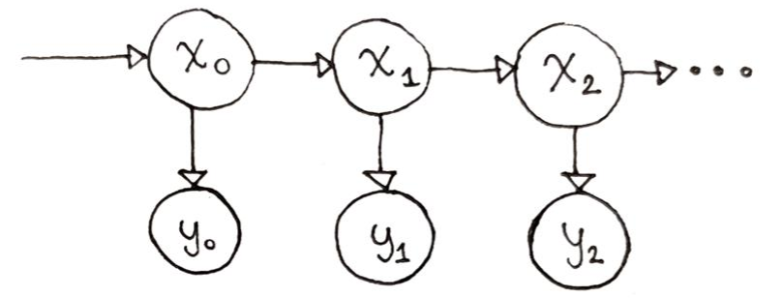 x₀ x₁ x₂ ...
y₀ y₁ y₂